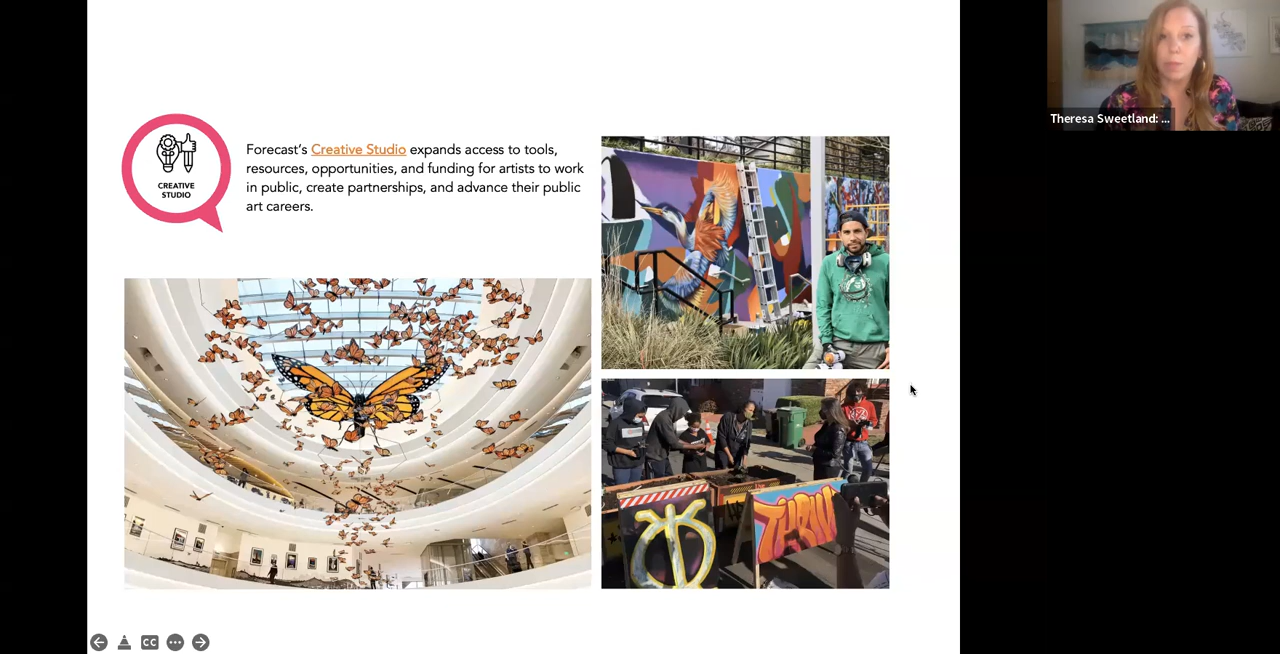 Theresa Sweetland: ...
Forecast's Creative Studio expands access to tools,
resources, opportunities, and funding for artists to work
in public, create partnerships, and advance their public
art careers.
CREATIVE
STUDIO
CC